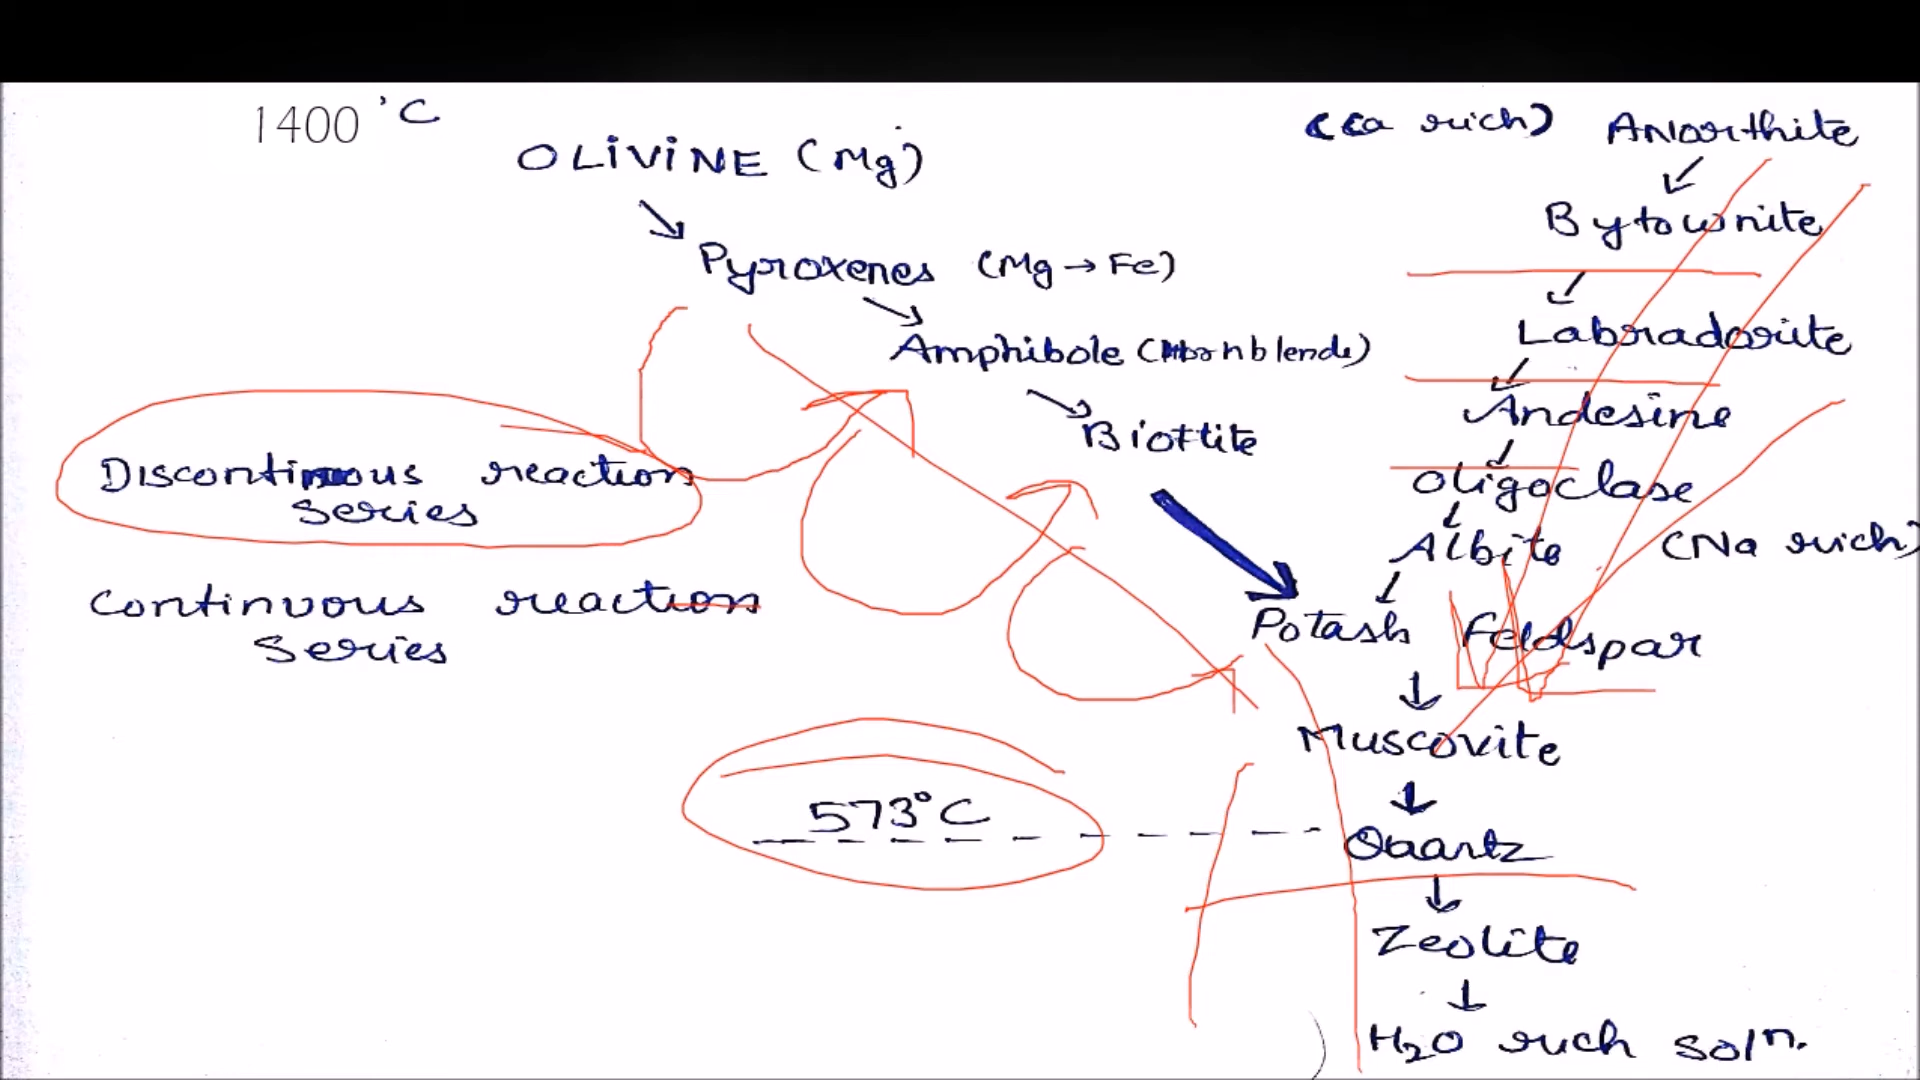 1400 °C
OLIVINE (Mg)
(Ca rich) Anorthite
Bytownite
Pyroxenes (Mg → Fe)
Labradorite
Amphibole (Hornblende)
Andesine
Biotite
Discontinuous reaction
series
Oligoclase
Albite (Na rich)
Continuous reaction
series
Potash Feldspar
Muscovite
573°C
Quartz
Zeolite
H2O rich soln.